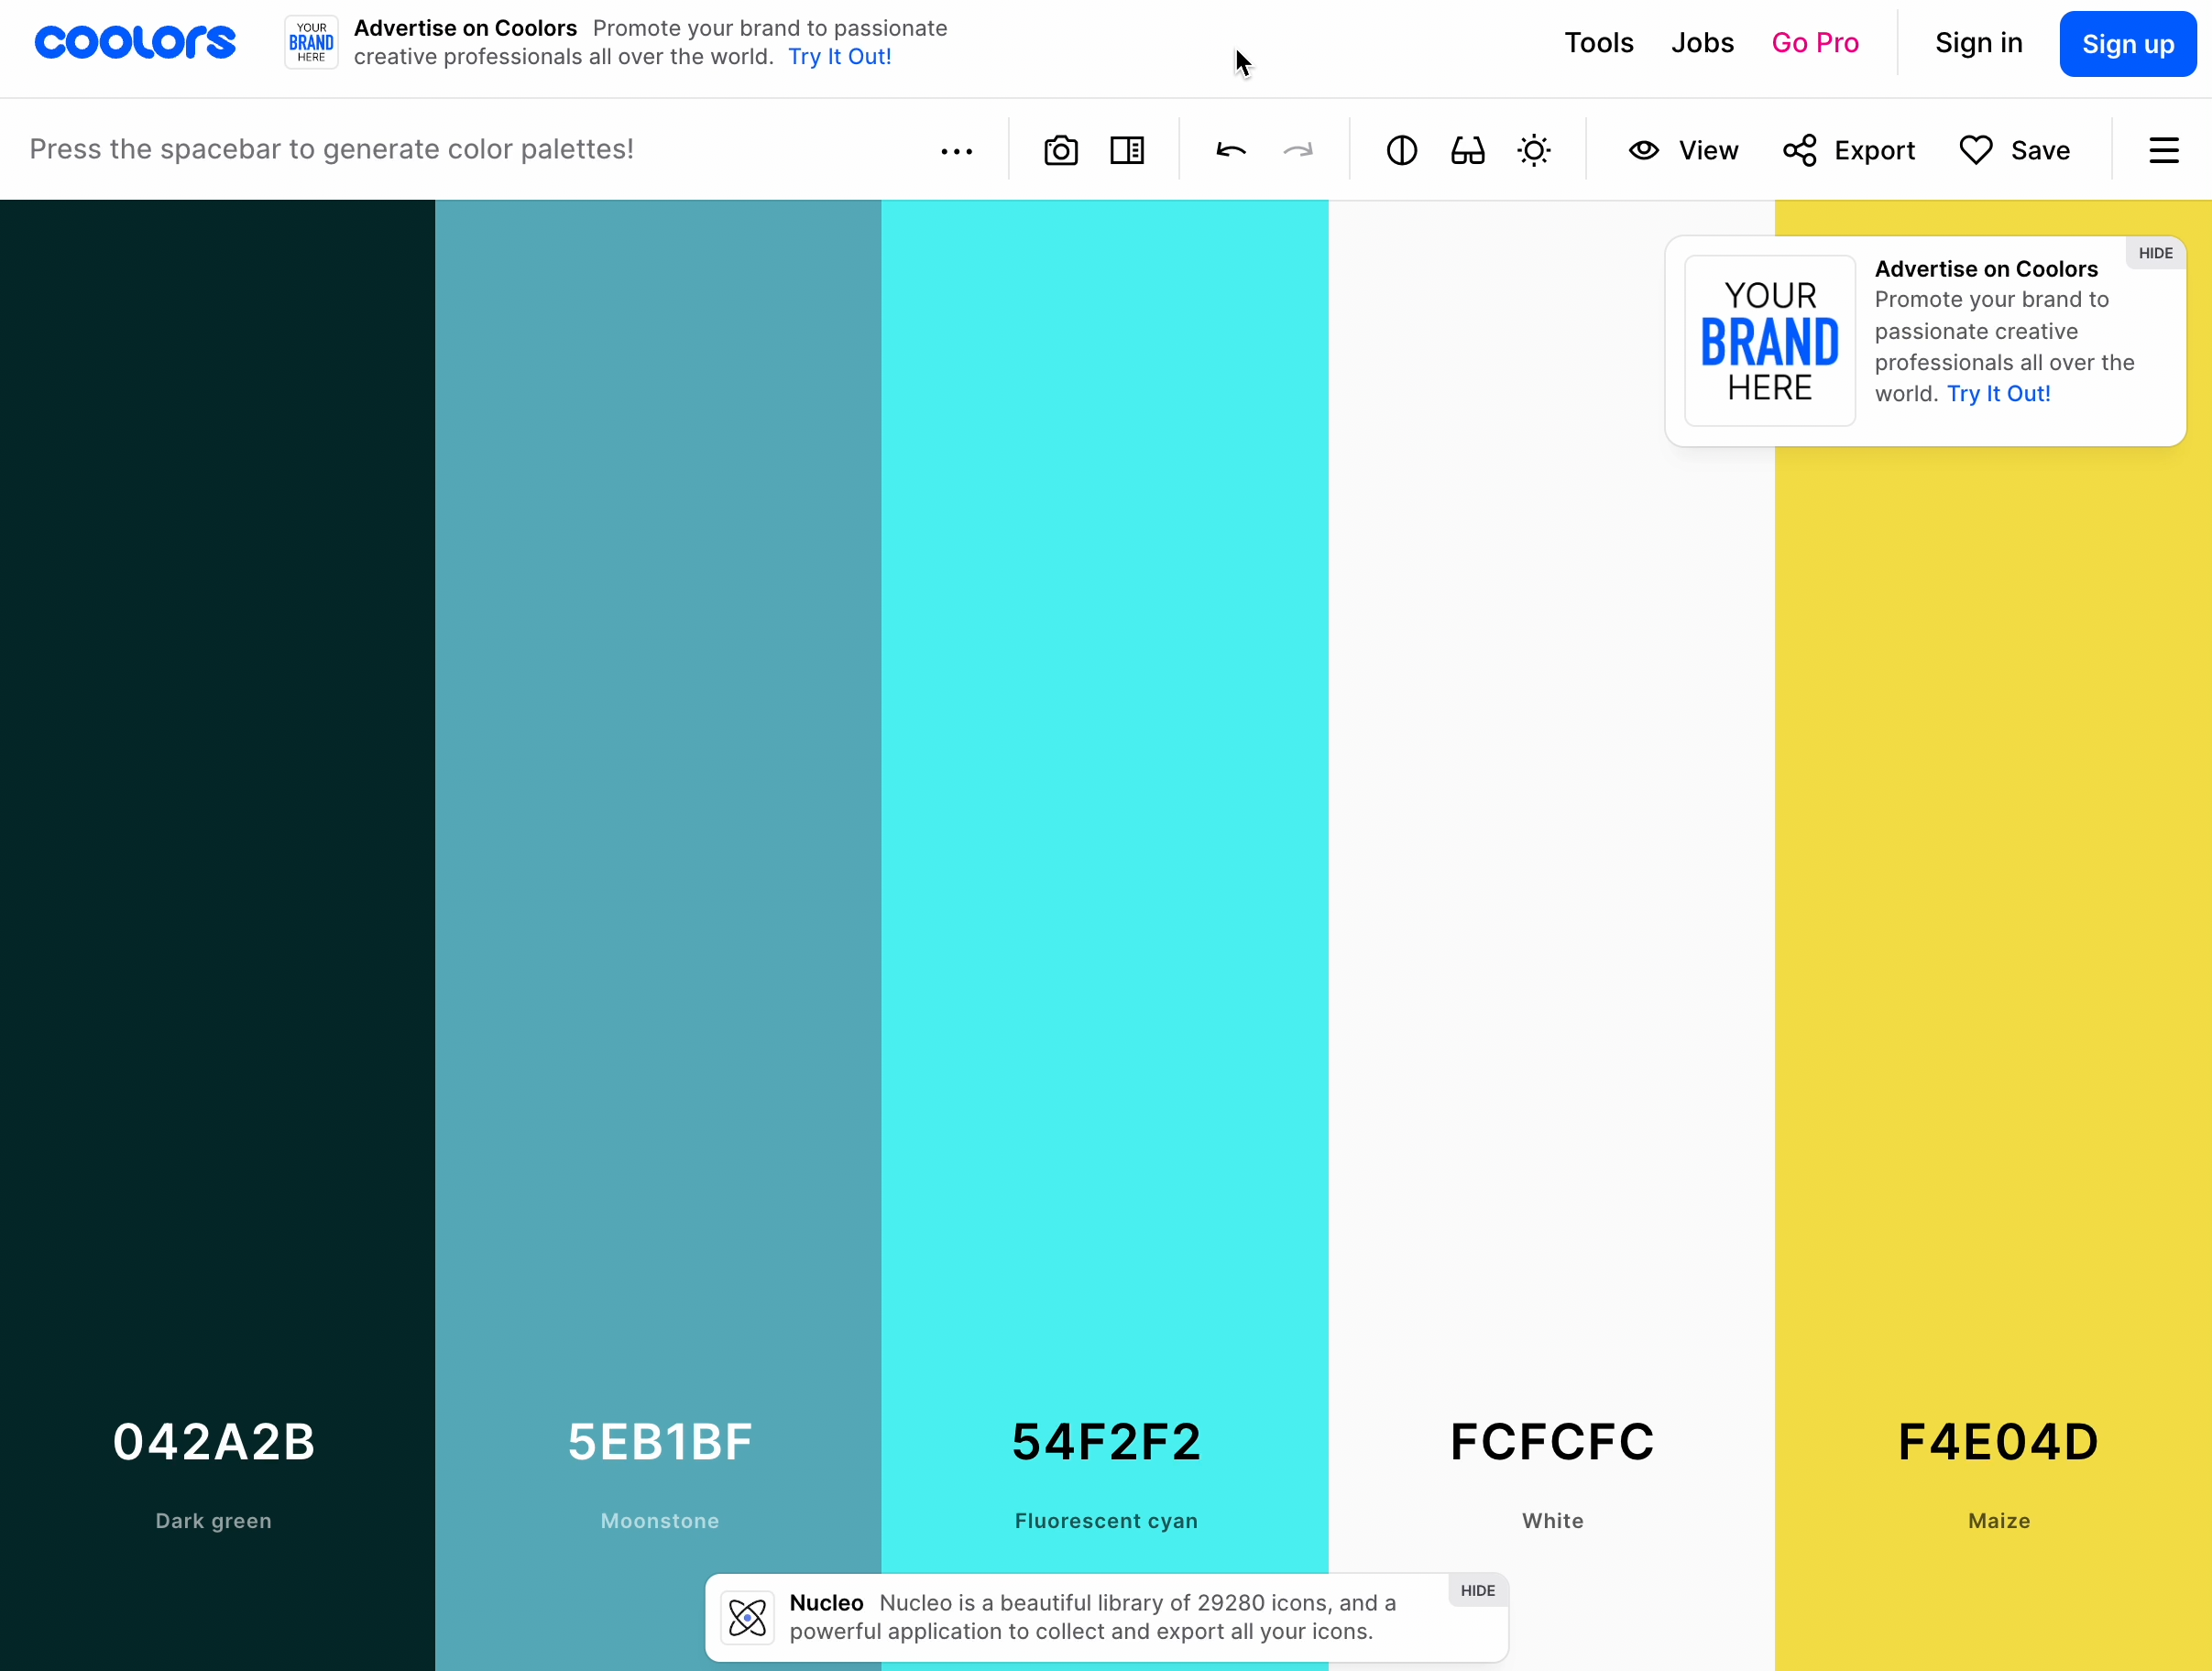 coolors
YOUR
BRAND
HERE
Advertise on Coolors Promote your brand to passionate
creative professionals all over the world. Try It Out!
Tools Jobs Go Pro Sign in Sign up
Press the spacebar to generate color palettes!
View Export Save
HIDE
YOUR
BRAND
HERE
Advertise on Coolors
Promote your brand to
passionate creative
professionals all over the
world. Try It Out!
042A2B 5EB1BF 54F2F2 FCFCFC F4E04D
Dark green Moonstone Fluorescent cyan White Maize
HIDE
Nucleo Nucleo is a beautiful library of 29280 icons, and a
powerful application to collect and export all your icons.